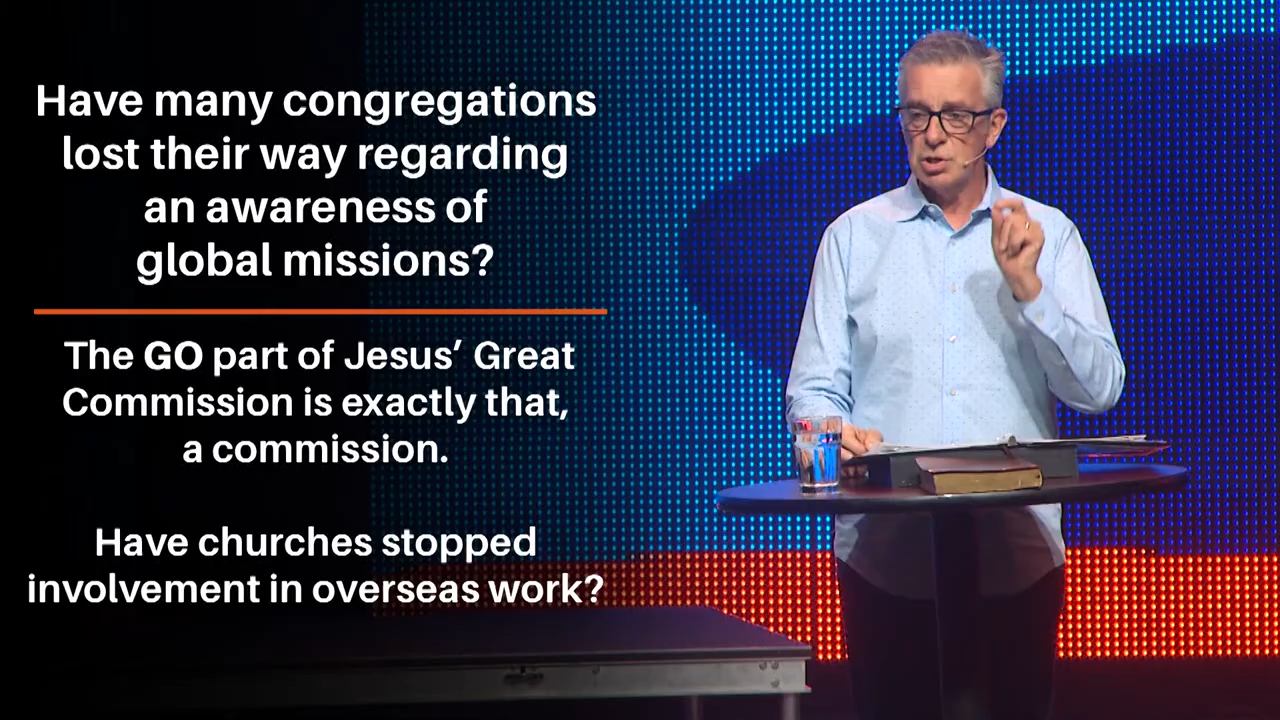 Have many congregations
lost their way regarding
an awareness of
global missions?
The GO part of Jesus’ Great
Commission is exactly that,
a commission.
Have churches stopped
involvement in overseas work?